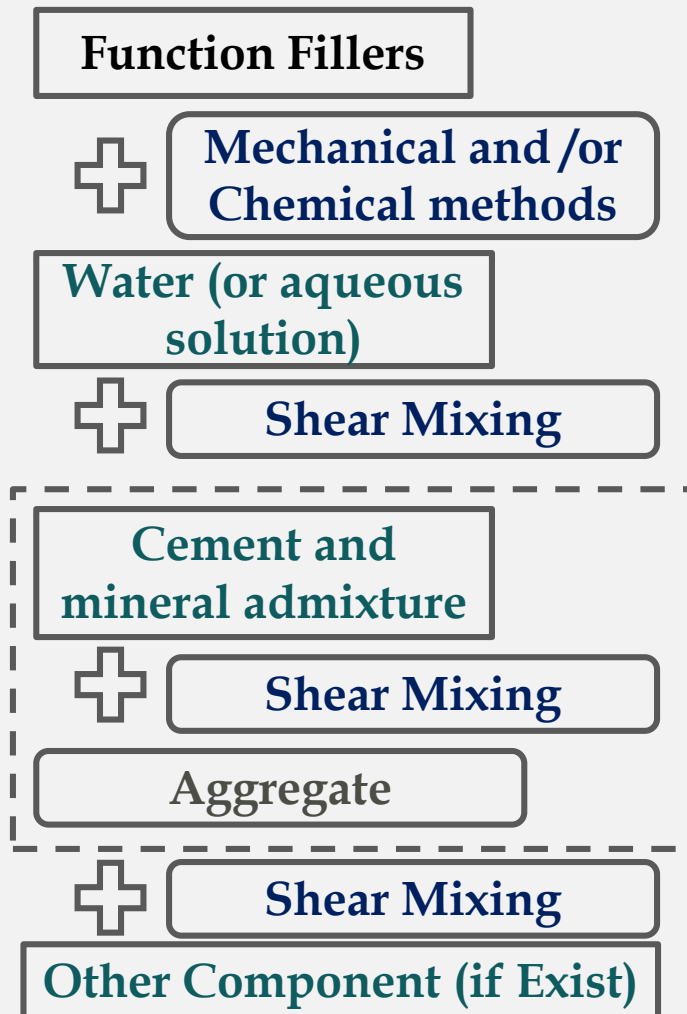 Function Fillers
Mechanical and /or
Chemical methods
Water (or aqueous
solution)
Shear Mixing
Cement and
mineral admixture
Shear Mixing
Aggregate
Shear Mixing
Other Component (if Exist)